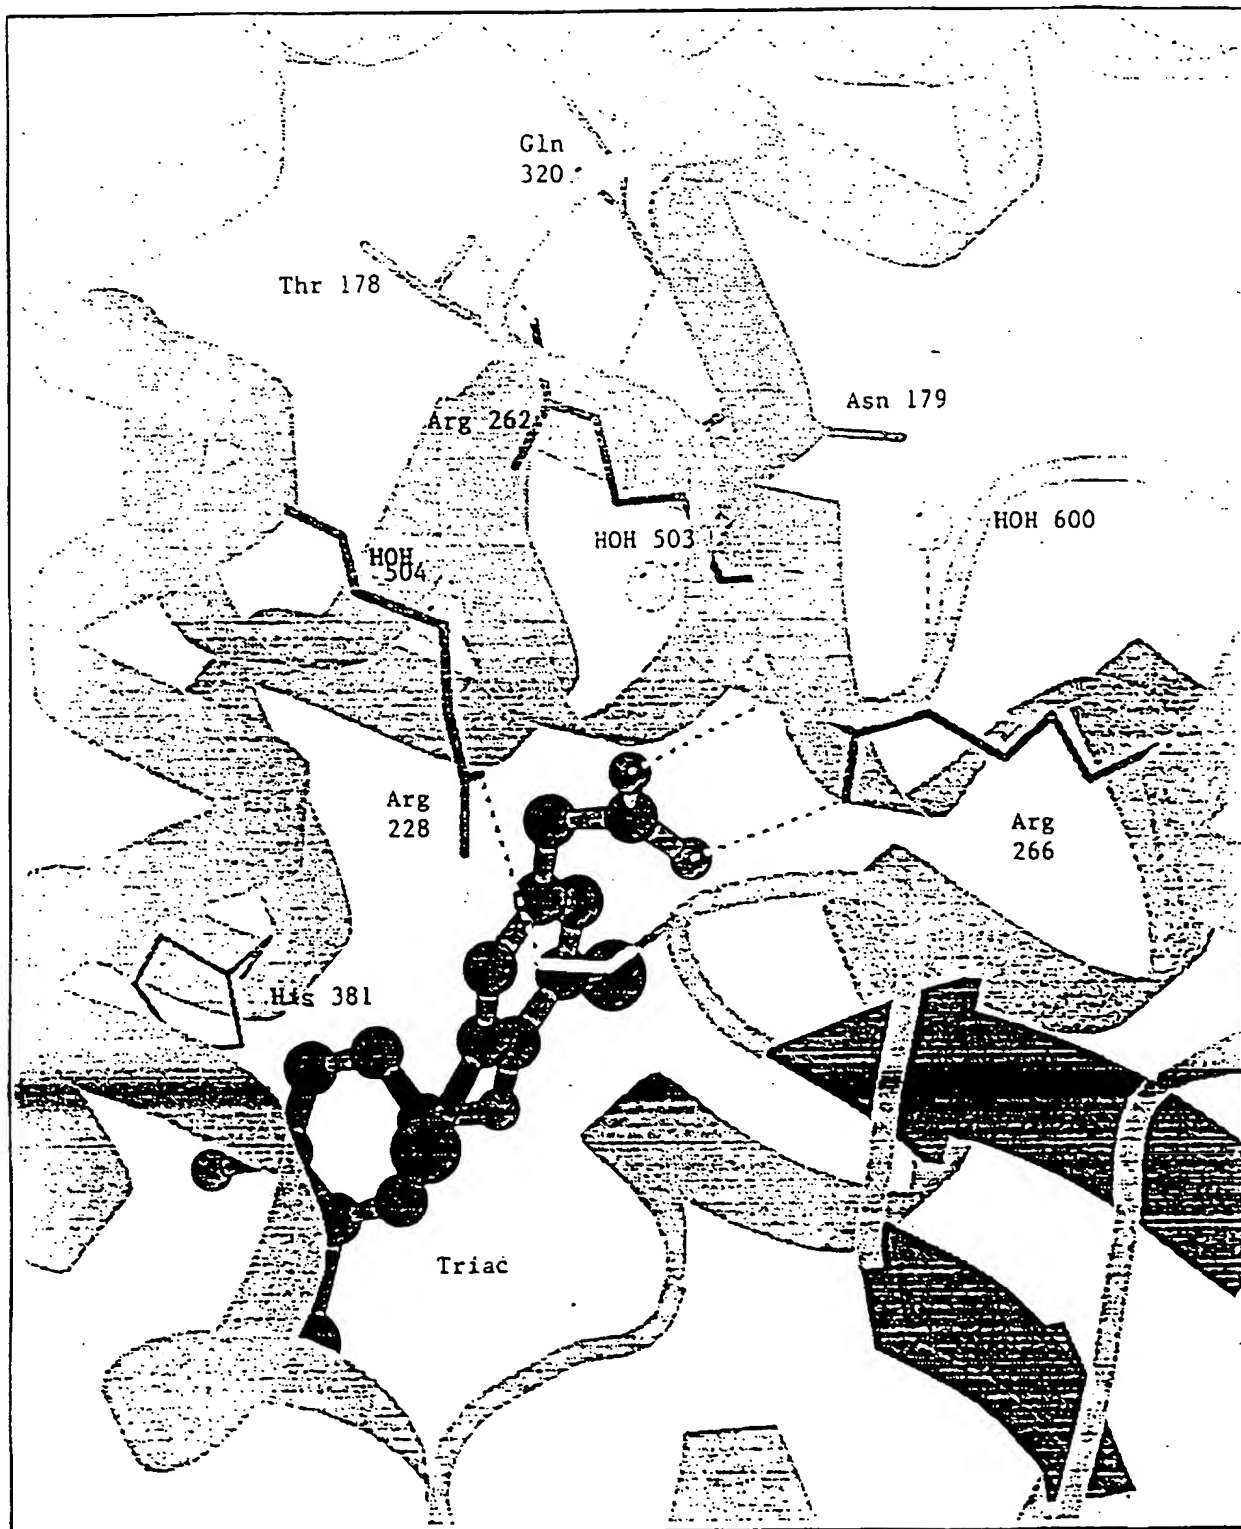 Gln
320
Thr 178
Arg 262
Asn 179
HOH 503
HOH 600
HOH
504
Arg
228
Arg
266
His 381
Triac